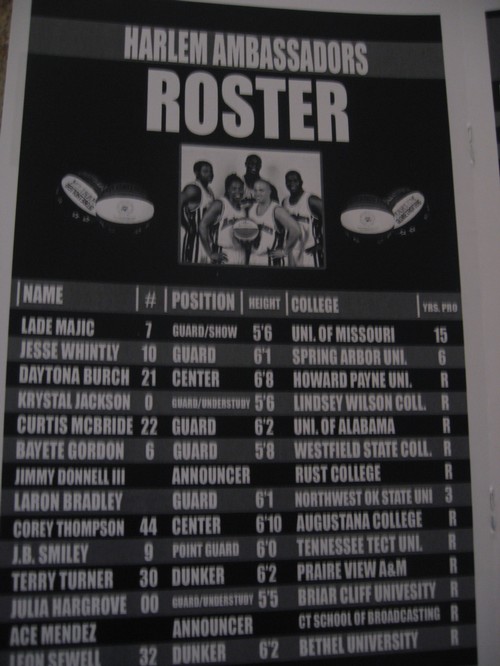 HARLEM AMBASSADORS
ROSTER
NAME # POSITION HEIGHT COLLEGE YRS. PRO
LADE MAJIC 7 GUARD/SHOW 5'6 UNI. OF MISSOURI 15
JESSE WHINTLY 10 GUARD 6'1 SPRING ARBOR UNI. 6
DAYTONA BURCH 21 CENTER 6'8 HOWARD PAYNE UNI. R
KRYSTAL JACKSON 0 GUARD/UNDERSTUDY 5'6 LINDSEY WILSON COLL. R
CURTIS MCBRIDE 22 GUARD 6'2 UNI. OF ALABAMA R
BAYETE GORDON 6 GUARD 5'8 WESTFIELD STATE COLL. R
JIMMY DONNELL III ANNOUNCER RUST COLLEGE R
LARON BRADLEY GUARD 6'1 NORTHWEST OK STATE UNI 3
COREY THOMPSON 44 CENTER 6'10 AUGUSTANA COLLEGE R
J.B. SMILEY 9 POINT GUARD 6'0 TENNESSEE TECT UNI. R
TERRY TURNER 30 DUNKER 6'2 PRAIRE VIEW A&M R
JULIA HARGROVE 00 GUARD/UNDERSTUDY 5'5 BRIAR CLIFF UNIVESITY R
ACE MENDEZ ANNOUNCER CT SCHOOL OF BROADCASTING R
LEON SEWELL 32 DUNKER 6'2 BETHEL UNIVERSITY R